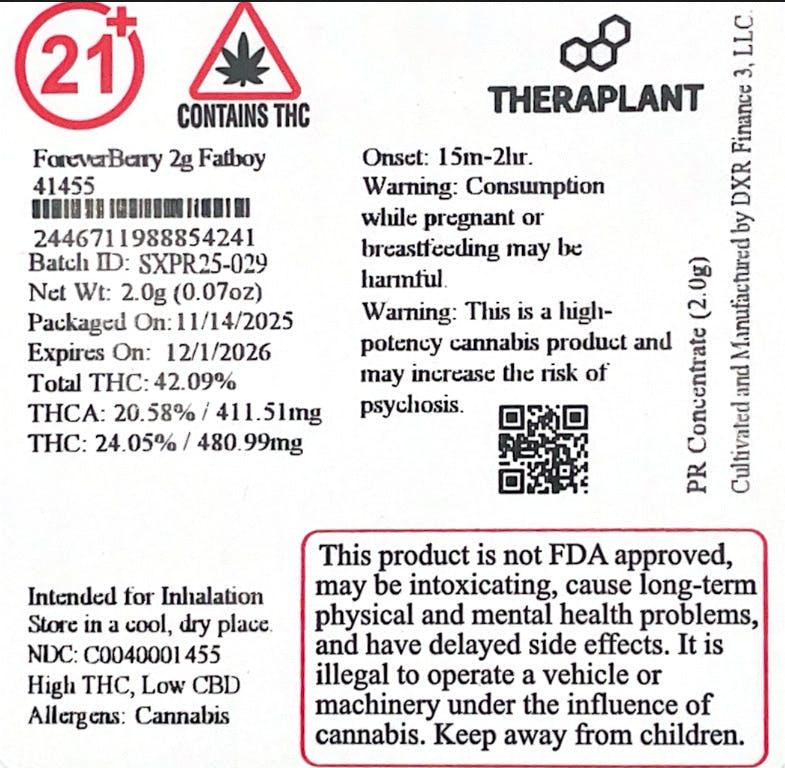 21+
CONTAINS THC
THERAPLANT
ForeverBerry 2g Fatboy
41455
2446711988854241
Batch ID: SXPR25-029
Net Wt: 2.0g (0.07oz)
Packaged On: 11/14/2025
Expires On: 12/1/2026
Total THC: 42.09%
THCA: 20.58% / 411.51mg
THC: 24.05% / 480.99mg
Onset: 15m-2hr.
Warning: Consumption
while pregnant or
breastfeeding may be
harmful.
Warning: This is a high-
potency cannabis product and
may increase the risk of
psychosis.
PR Concentrate (2.0g)
Cultivated and Manufactured by DXR Finance 3, LLC.
Intended for Inhalation
Store in a cool, dry place.
NDC: C0040001455
High THC, Low CBD
Allergens: Cannabis
This product is not FDA approved,
may be intoxicating, cause long-term
physical and mental health problems,
and have delayed side effects. It is
illegal to operate a vehicle or
machinery under the influence of
cannabis. Keep away from children.